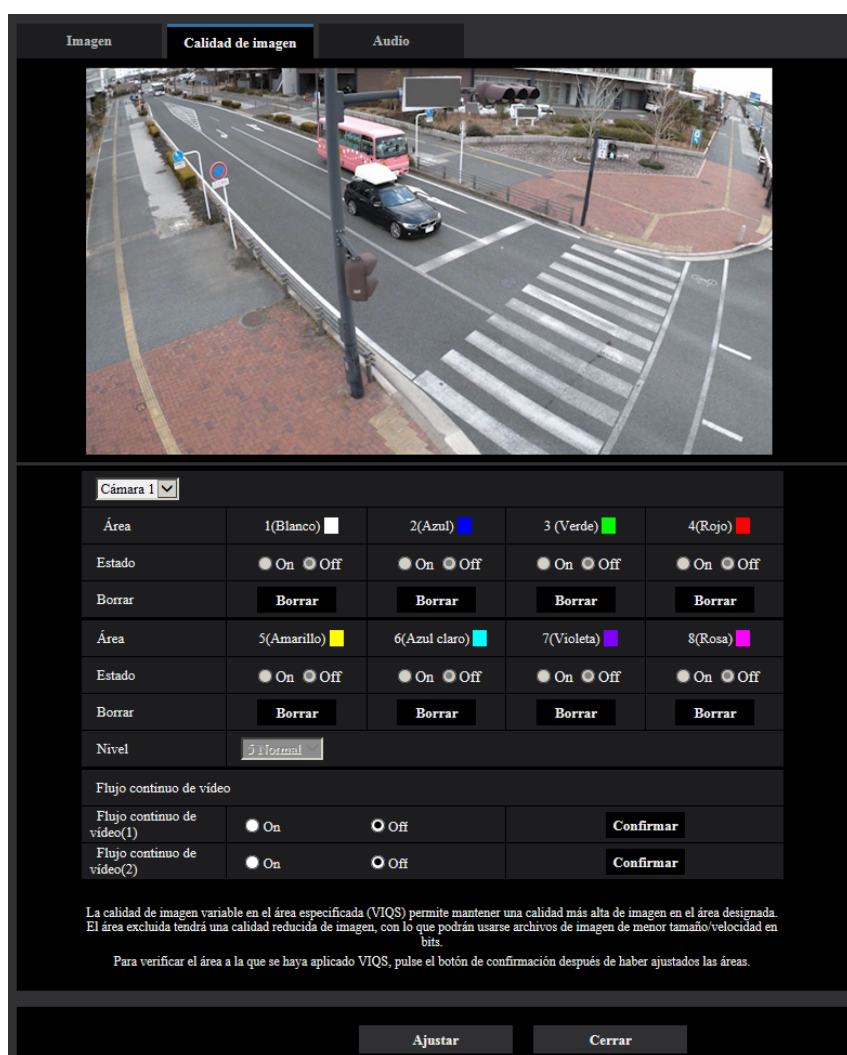 Imagen Calidad de imagen Audio
Cámara 1
Área 1(Blanco) 2(Azul) 3 (Verde) 4(Rojo)
Estado On Off On Off On Off On Off
Borrar Borrar Borrar Borrar Borrar
Área 5(Amarillo) 6(Azul claro) 7(Violeta) 8(Rosa)
Estado On Off On Off On Off On Off
Borrar Borrar Borrar Borrar Borrar
Nivel 5 Normal
Flujo continuo de vídeo
Flujo continuo de
vídeo(1) On Off Confirmar
Flujo continuo de
vídeo(2) On Off Confirmar
La calidad de imagen variable en el área especificada (VIQS) permite mantener una calidad más alta de imagen en el área designada.
El área excluida tendrá una calidad reducida de imagen, con lo que podrán usarse archivos de imagen de menor tamaño/velocidad en
bits.
Para verificar el área a la que se haya aplicado VIQS, pulse el botón de confirmación después de haber ajustados las áreas.
Ajustar Cerrar